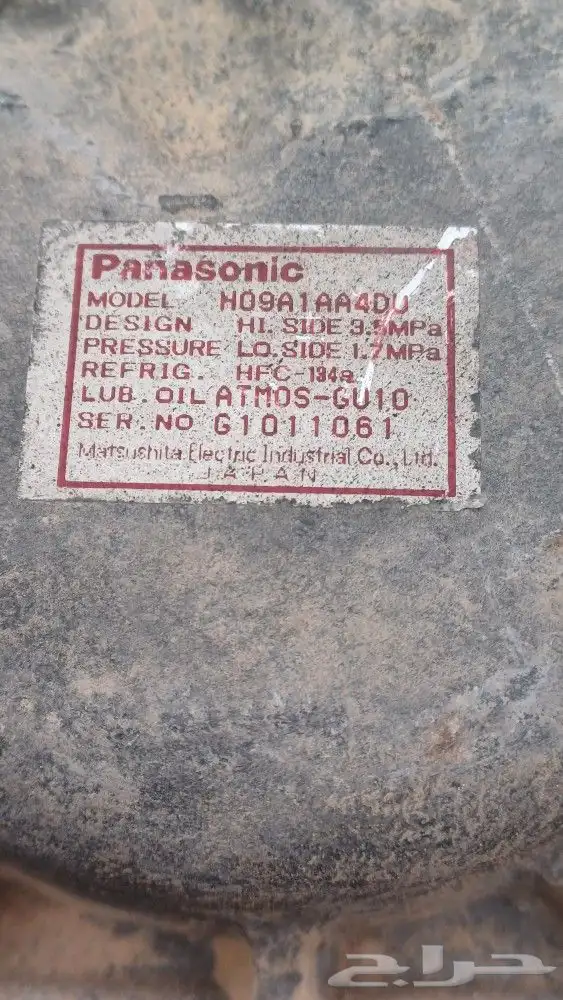 Panasonic
MODEL H09A1AA4DU
DESIGN HI. SIDE 3.5MPa
PRESSURE LO. SIDE 1.7MPa
REFRIG. HFC-134a
LUB. OIL ATMOS-GU10
SER. NO G1011061
Matsushita Electric Industrial Co., Ltd.
JAPAN
حراج